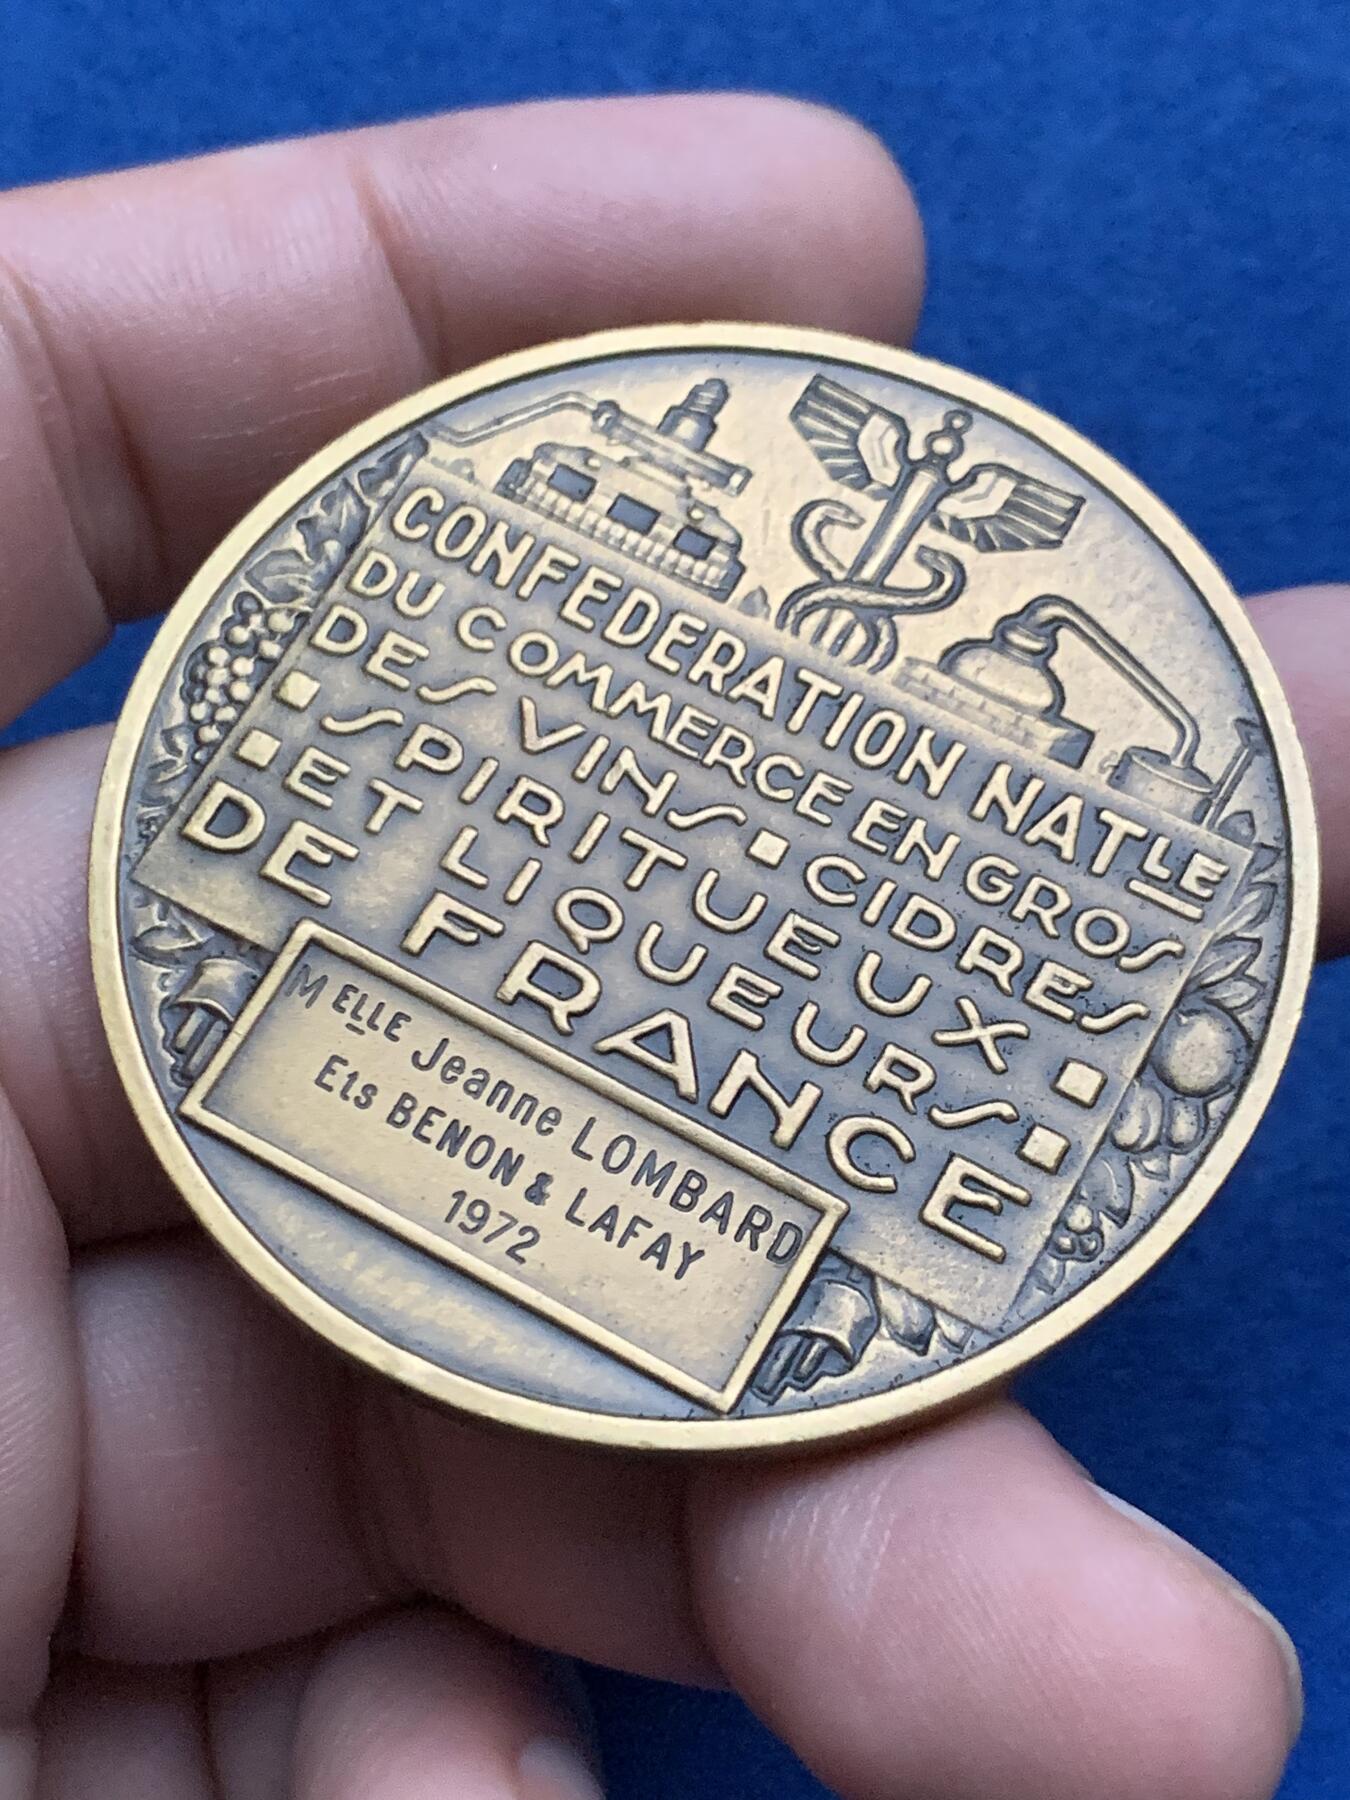 CONFEDERATION NATLE
DU COMMERCE EN GROS
DES VINS ▪ CIDRES
▪ SPIRITUEUX ▪
▪ ET LIQUEURS ▪
DE FRANCE
MELLE Jeanne LOMBARD
Ets BENON & LAFAY
1972